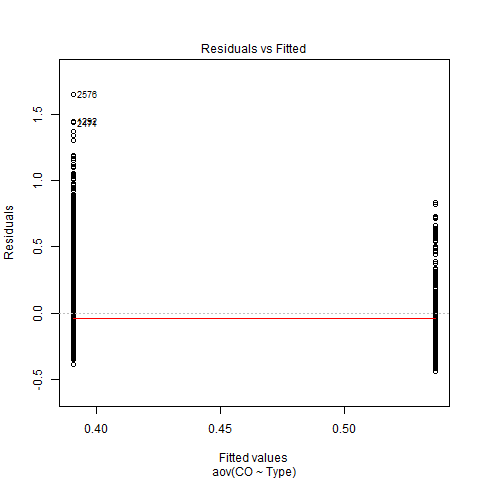 Residuals vs Fitted
2576
Residuals
-0.5 0.0 0.5 1.0 1.5
0.40 0.45 0.50
Fitted values
aov(CO ~ Type)